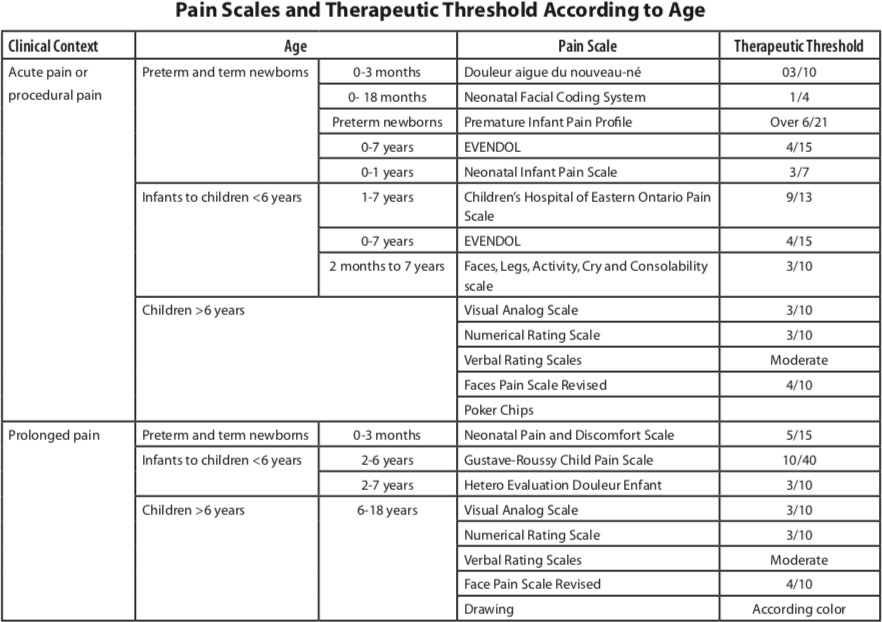 Pain Scales and Therapeutic Threshold According to Age
Clinical Context Age Pain Scale Therapeutic Threshold
Acute pain or Preterm and term newborns 0-3 months Douleur aigue du nouveau-né 03/10
procedural pain 0- 18 months Neonatal Facial Coding System 1/4
Preterm newborns Premature Infant Pain Profile Over 6/21
0-7 years EVENDOL 4/15
0-1 years Neonatal Infant Pain Scale 3/7
Infants to children <6 years 1-7 years Children's Hospital of Eastern Ontario Pain 9/13
Scale
0-7 years EVENDOL 4/15
2 months to 7 years Faces, Legs, Activity, Cry and Consolability 3/10
scale
Children >6 years Visual Analog Scale 3/10
Numerical Rating Scale 3/10
Verbal Rating Scales Moderate
Faces Pain Scale Revised 4/10
Poker Chips
Prolonged pain Preterm and term newborns 0-3 months Neonatal Pain and Discomfort Scale 5/15
Infants to children <6 years 2-6 years Gustave-Roussy Child Pain Scale 10/40
2-7 years Hetero Evaluation Douleur Enfant 3/10
Children >6 years 6-18 years Visual Analog Scale 3/10
Numerical Rating Scale 3/10
Verbal Rating Scales Moderate
Face Pain Scale Revised 4/10
Drawing According color